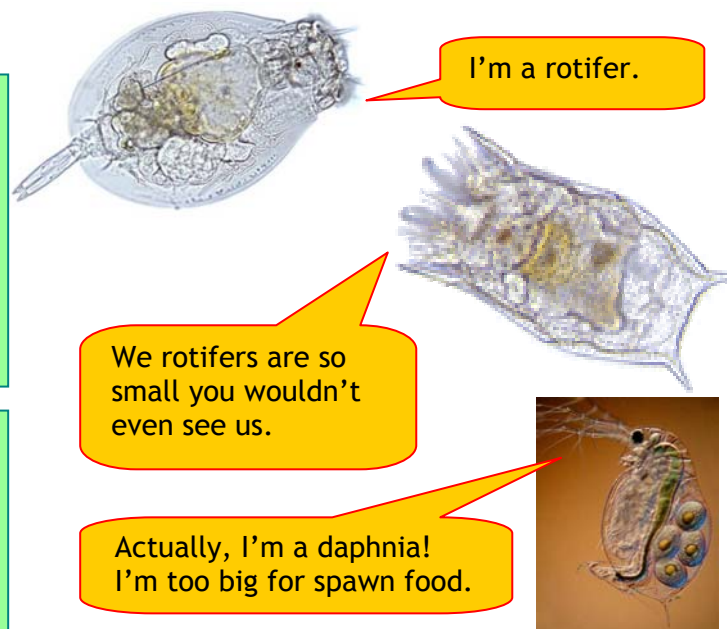 I'm a rotifer.
We rotifers are so
small you wouldn't
even see us.
Actually, I'm a daphnia!
I'm too big for spawn food.